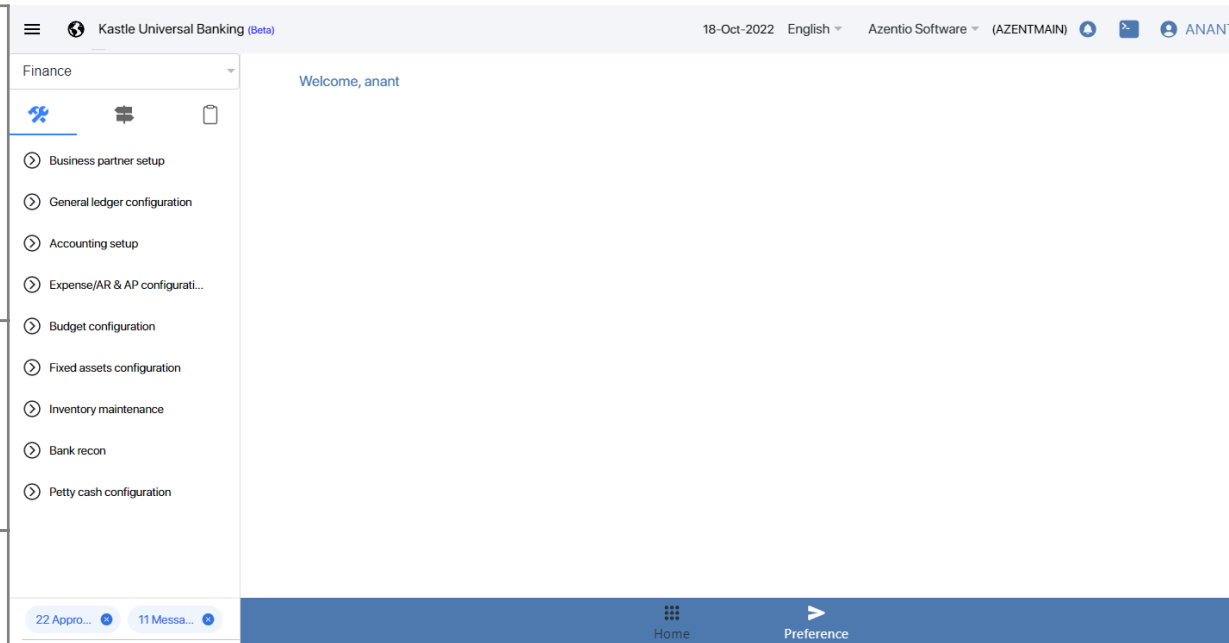 Kastle Universal Banking (Beta)
18-Oct-2022 English Azentio Software (AZENTMAIN) ANANT
Finance
Welcome, anant
Business partner setup
General ledger configuration
Accounting setup
Expense/AR & AP configurati...
Budget configuration
Fixed assets configuration
Inventory maintenance
Bank recon
Petty cash configuration
22 Appro... 11 Messa...
Home Preference